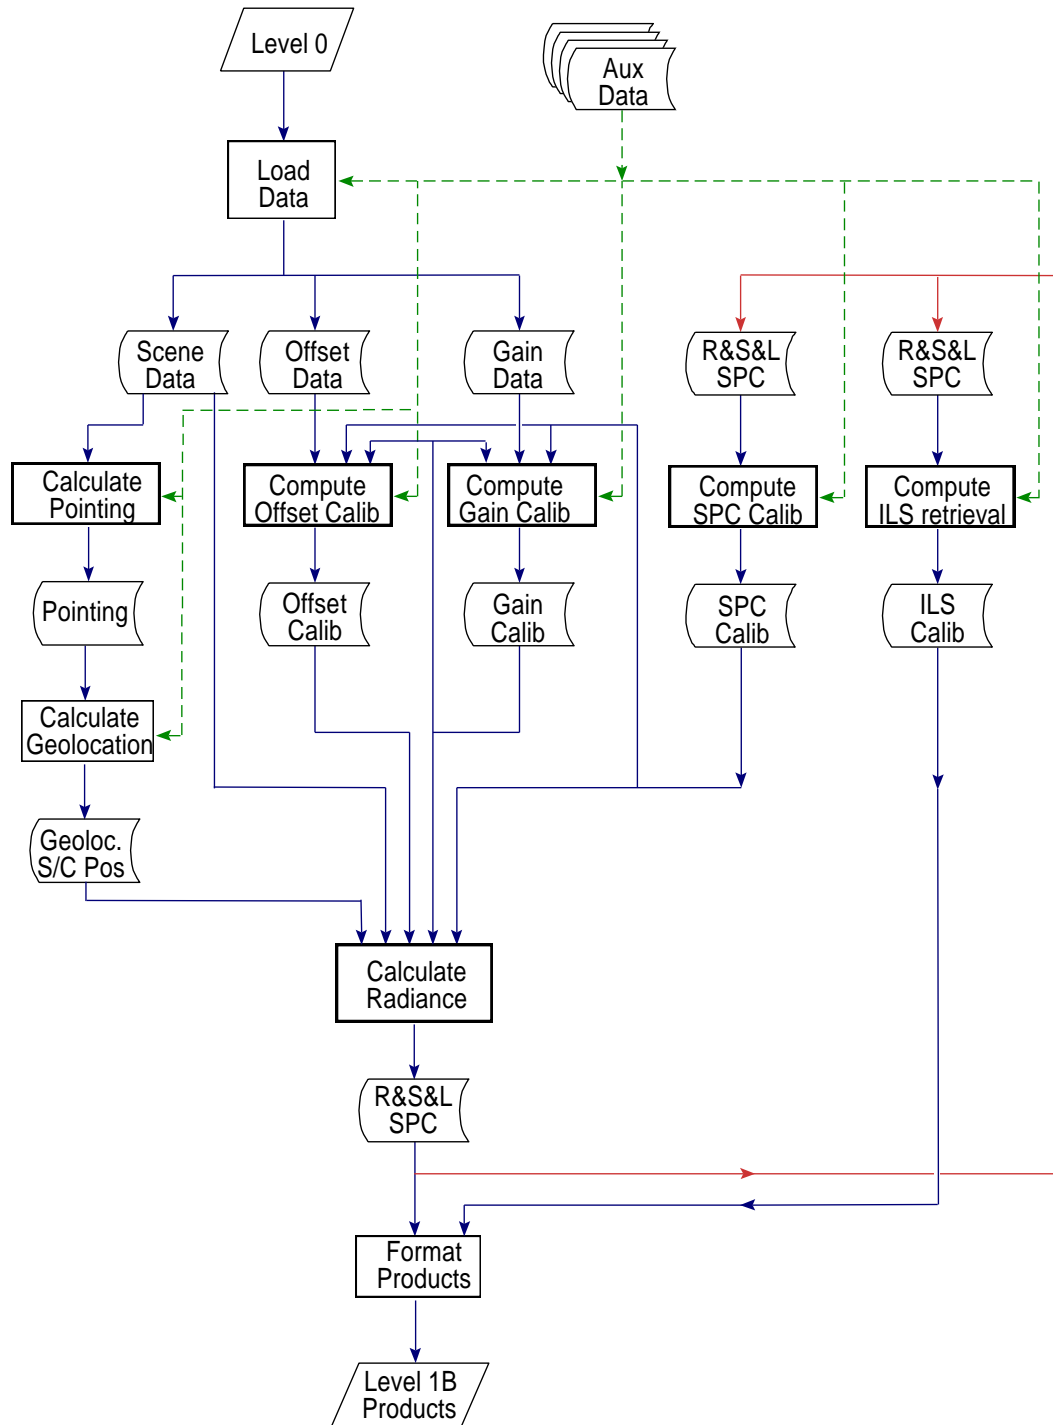 Level 0
Aux
Data
Load
Data
Scene
Data
Offset
Data
Gain
Data
R&S&L
SPC
R&S&L
SPC
Calculate
Pointing
Compute
Offset Calib
Compute
Gain Calib
Compute
SPC Calib
Compute
ILS retrieval
Pointing
Offset
Calib
Gain
Calib
SPC
Calib
ILS
Calib
Calculate
Geolocation
Geoloc.
S/C Pos
Calculate
Radiance
R&S&L
SPC
Format
Products
Level 1B
Products